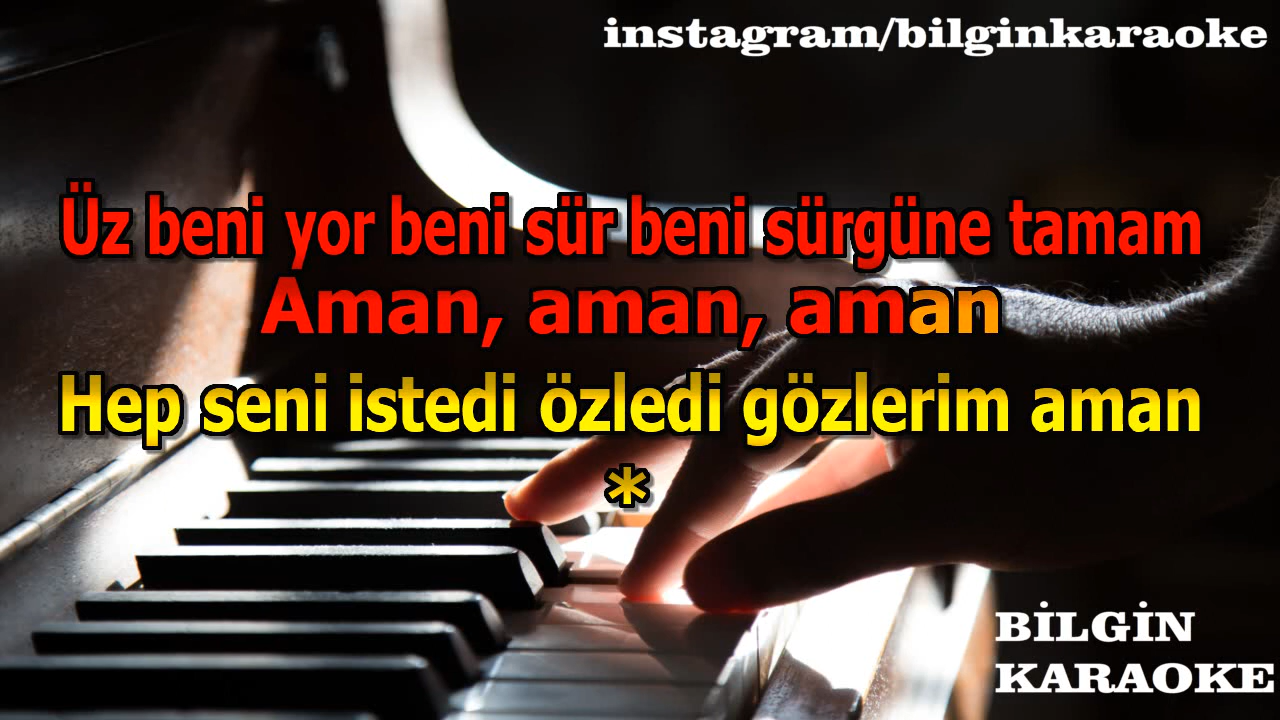 instagram/bilginkaraoke
Üz beni yor beni sür beni sürgüne tamam
Aman, aman, aman
Hep seni istedi özledi gözlerim aman
*
BİLGİN
KARAOKE